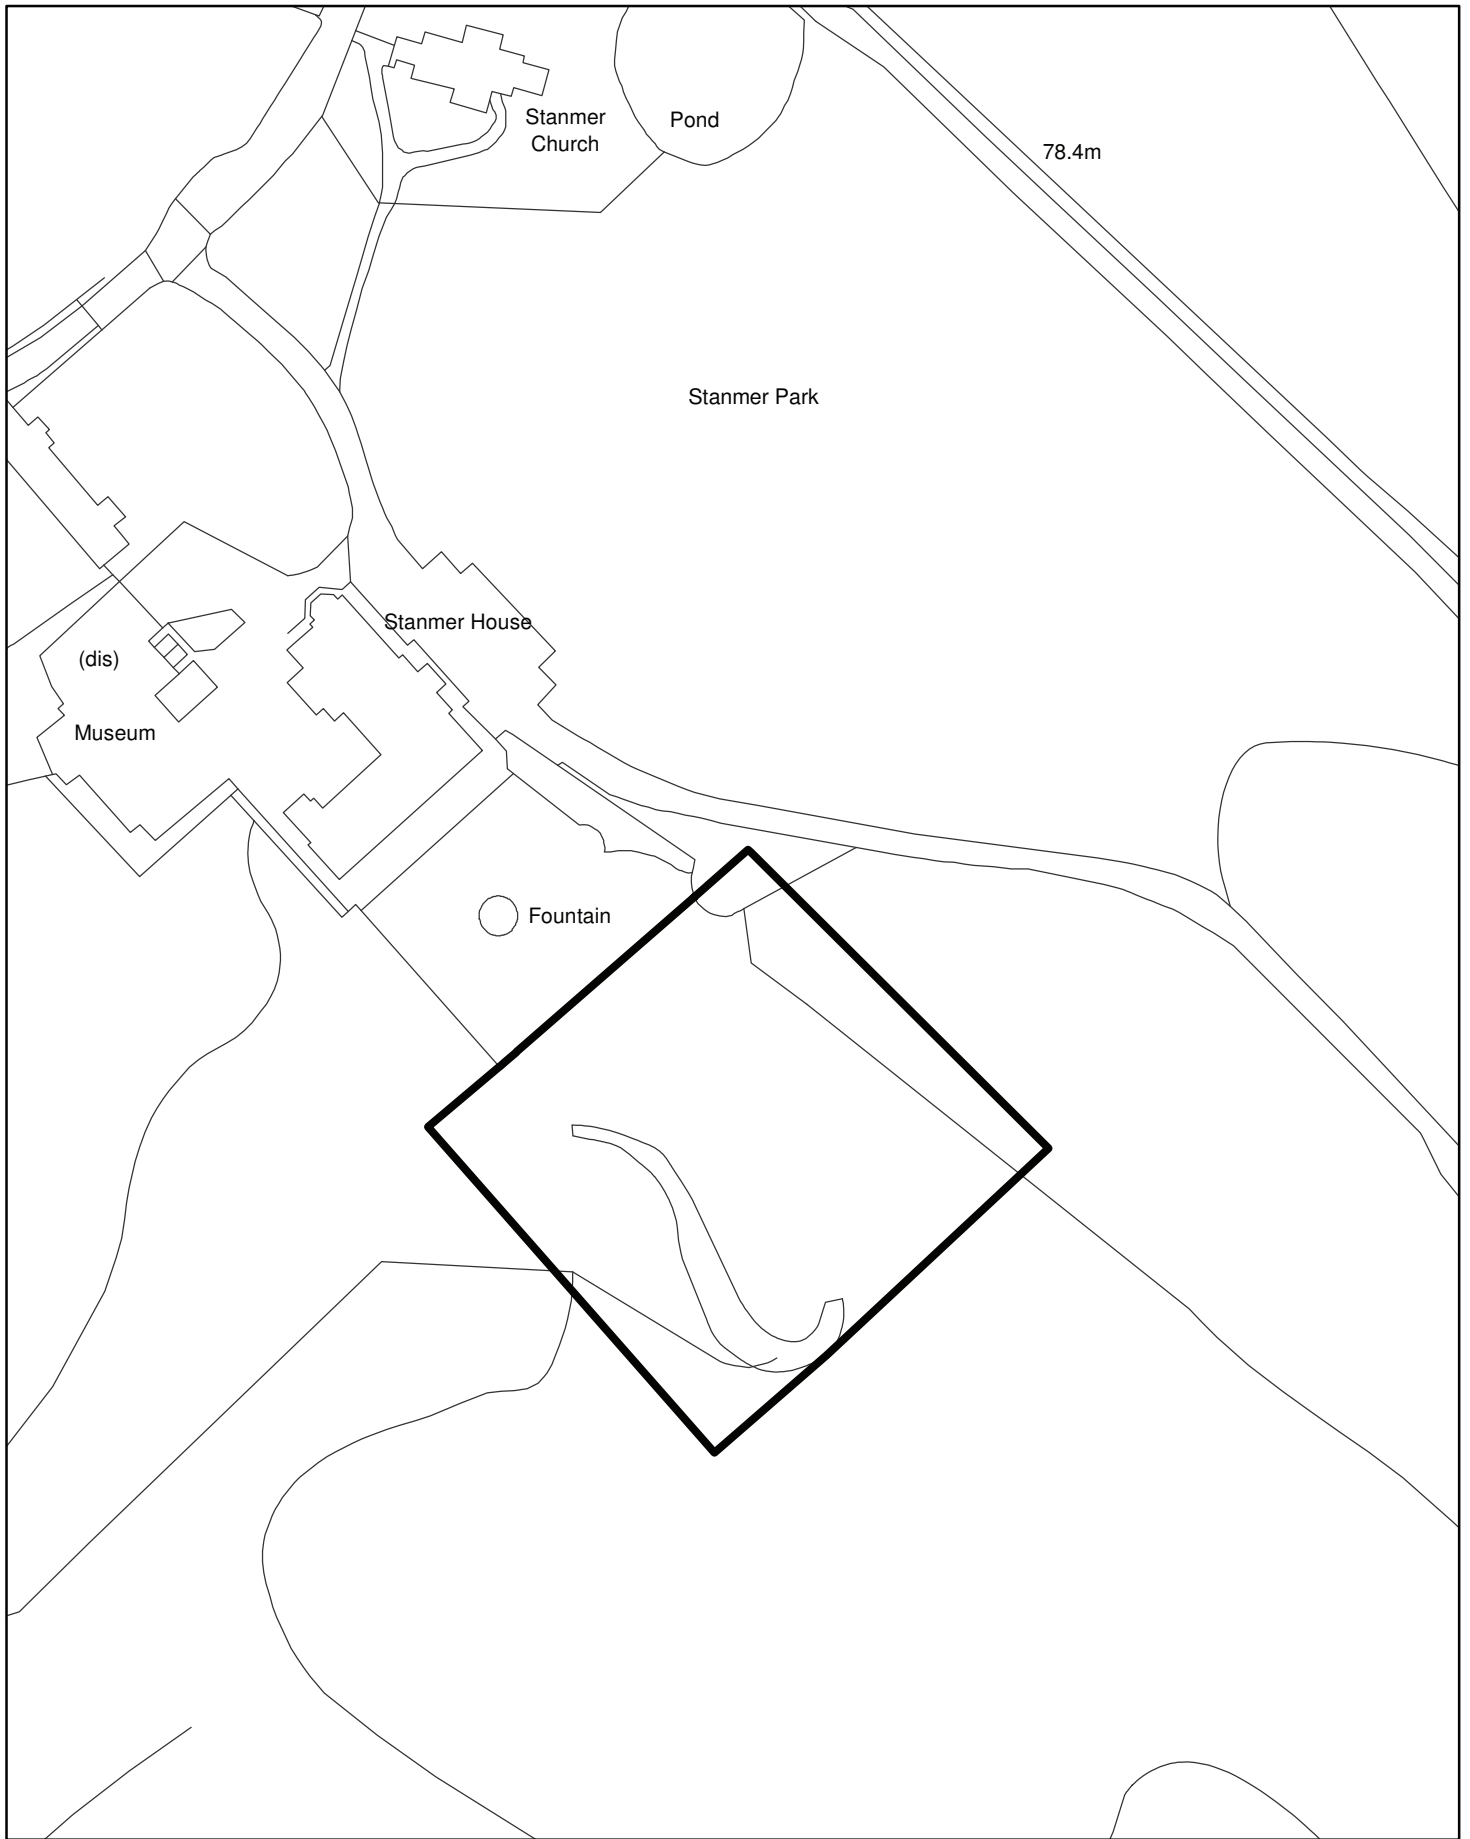 Stanmer
Church
Pond
78.4m
Stanmer Park
Stanmer House
(dis)
Museum
Fountain